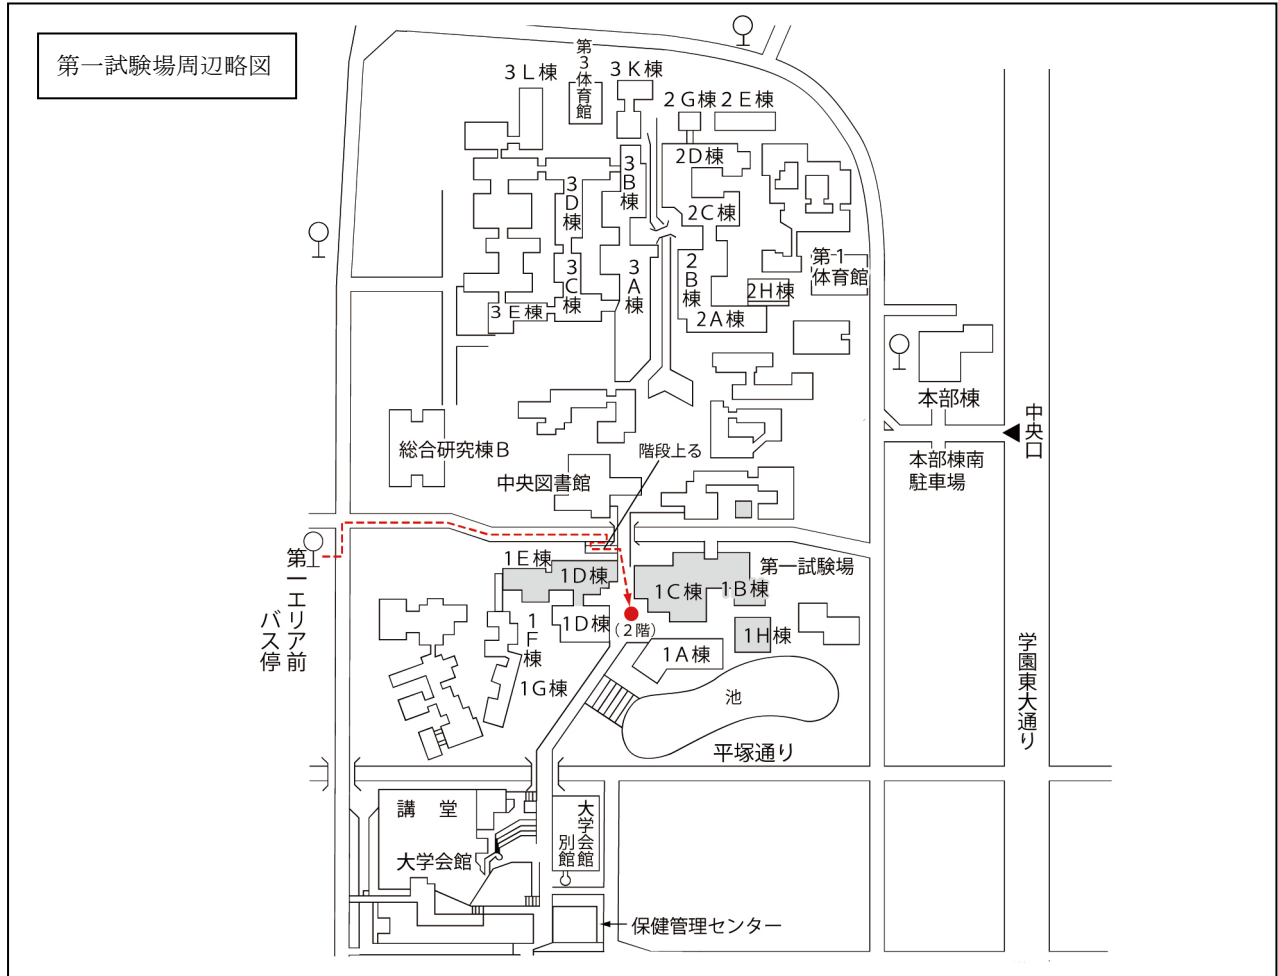 第一試験場周辺略図
第3体育館
3L棟
3K棟
2G棟
2E棟
2D棟
3B棟
3D棟
2C棟
3C棟
3A棟
2B棟
第1
体育館
2H棟
3E棟
2A棟
本部棟
中央口
総合研究棟B
階段上る
本部棟南
駐車場
中央図書館
第一エリア前
バス停
1E棟
1D棟
第一試験場
1C棟
1B棟
1F棟
1D棟
(2階)
1H棟
1A棟
1G棟
池
学園東大通り
平塚通り
講 堂
大学会館
別館
大学会館
保健管理センター